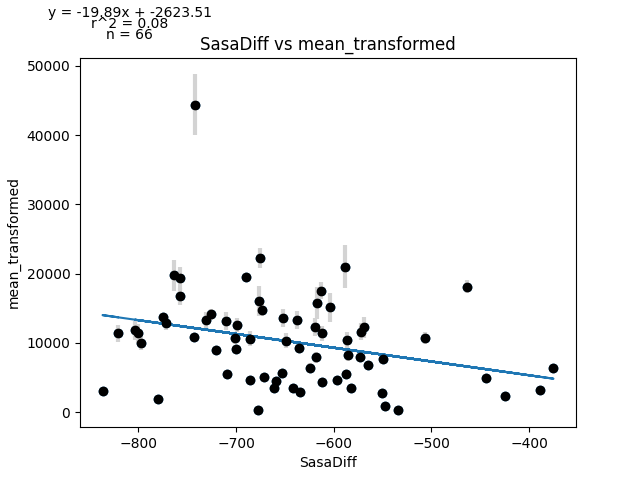 y = -19.89x + -2623.51
r^2 = 0.08
n = 66
SasaDiff vs mean_transformed
50000
40000
30000
20000
10000
0
mean_transformed
−800
−700
−600
−500
−400
SasaDiff